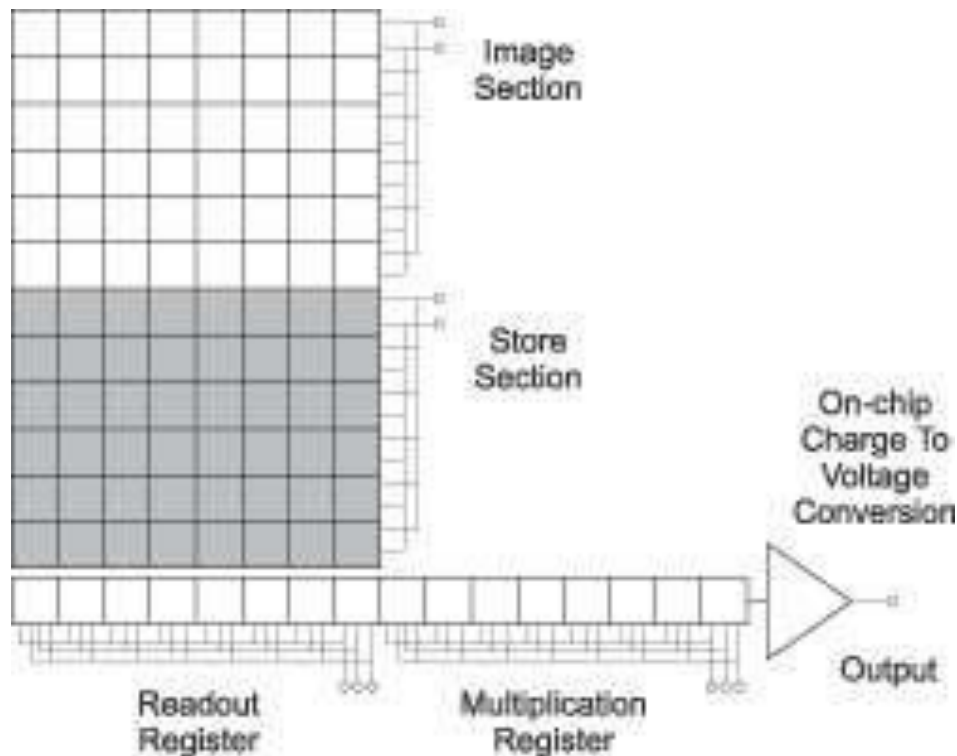 Image
Section
Store
Section
On-chip
Charge To
Voltage
Conversion
Output
Readout
Register
Multiplication
Register